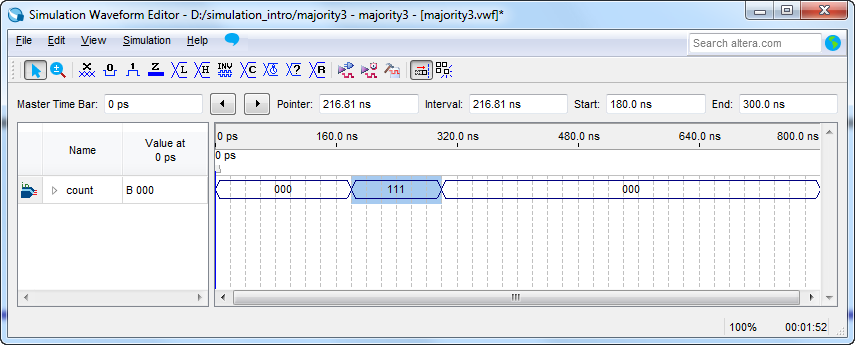 Simulation Waveform Editor - D:/simulation_intro/majority3 - majority3 - [majority3.vwf]*
File Edit View Simulation Help Search altera.com
X 0 1 Z L H INV C ? R
Master Time Bar: 0 ps Pointer: 216.81 ns Interval: 216.81 ns Start: 180.0 ns End: 300.0 ns
Name Value at 0 ps
0 ps 160.0 ns 320.0 ns 480.0 ns 640.0 ns 800.0 ns
0 ps
count B 000 000 111 000
100% 00:01:52